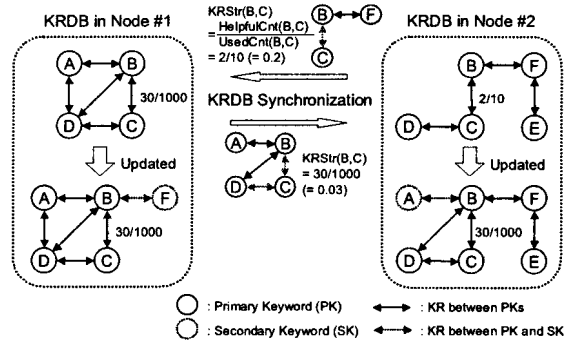 KRDB in Node #1
KRStr(B,C)
= HelpfulCnt(B,C)
UsedCnt(B,C)
(= 2/10 (= 0.2)
B
F
C
KRDB in Node #2
A
B
30/1000
D
C
Updated
A
B
F
30/1000
D
C
KRDB Synchronization
A
B
D
C
KRStr(B,C)
= 30/1000
(= 0.03)
B
F
2/10
D
C
E
Updated
A
B
F
30/1000
D
C
E
: Primary Keyword (PK)
: KR between PKs
: Secondary Keyword (SK)
: KR between PK and SK